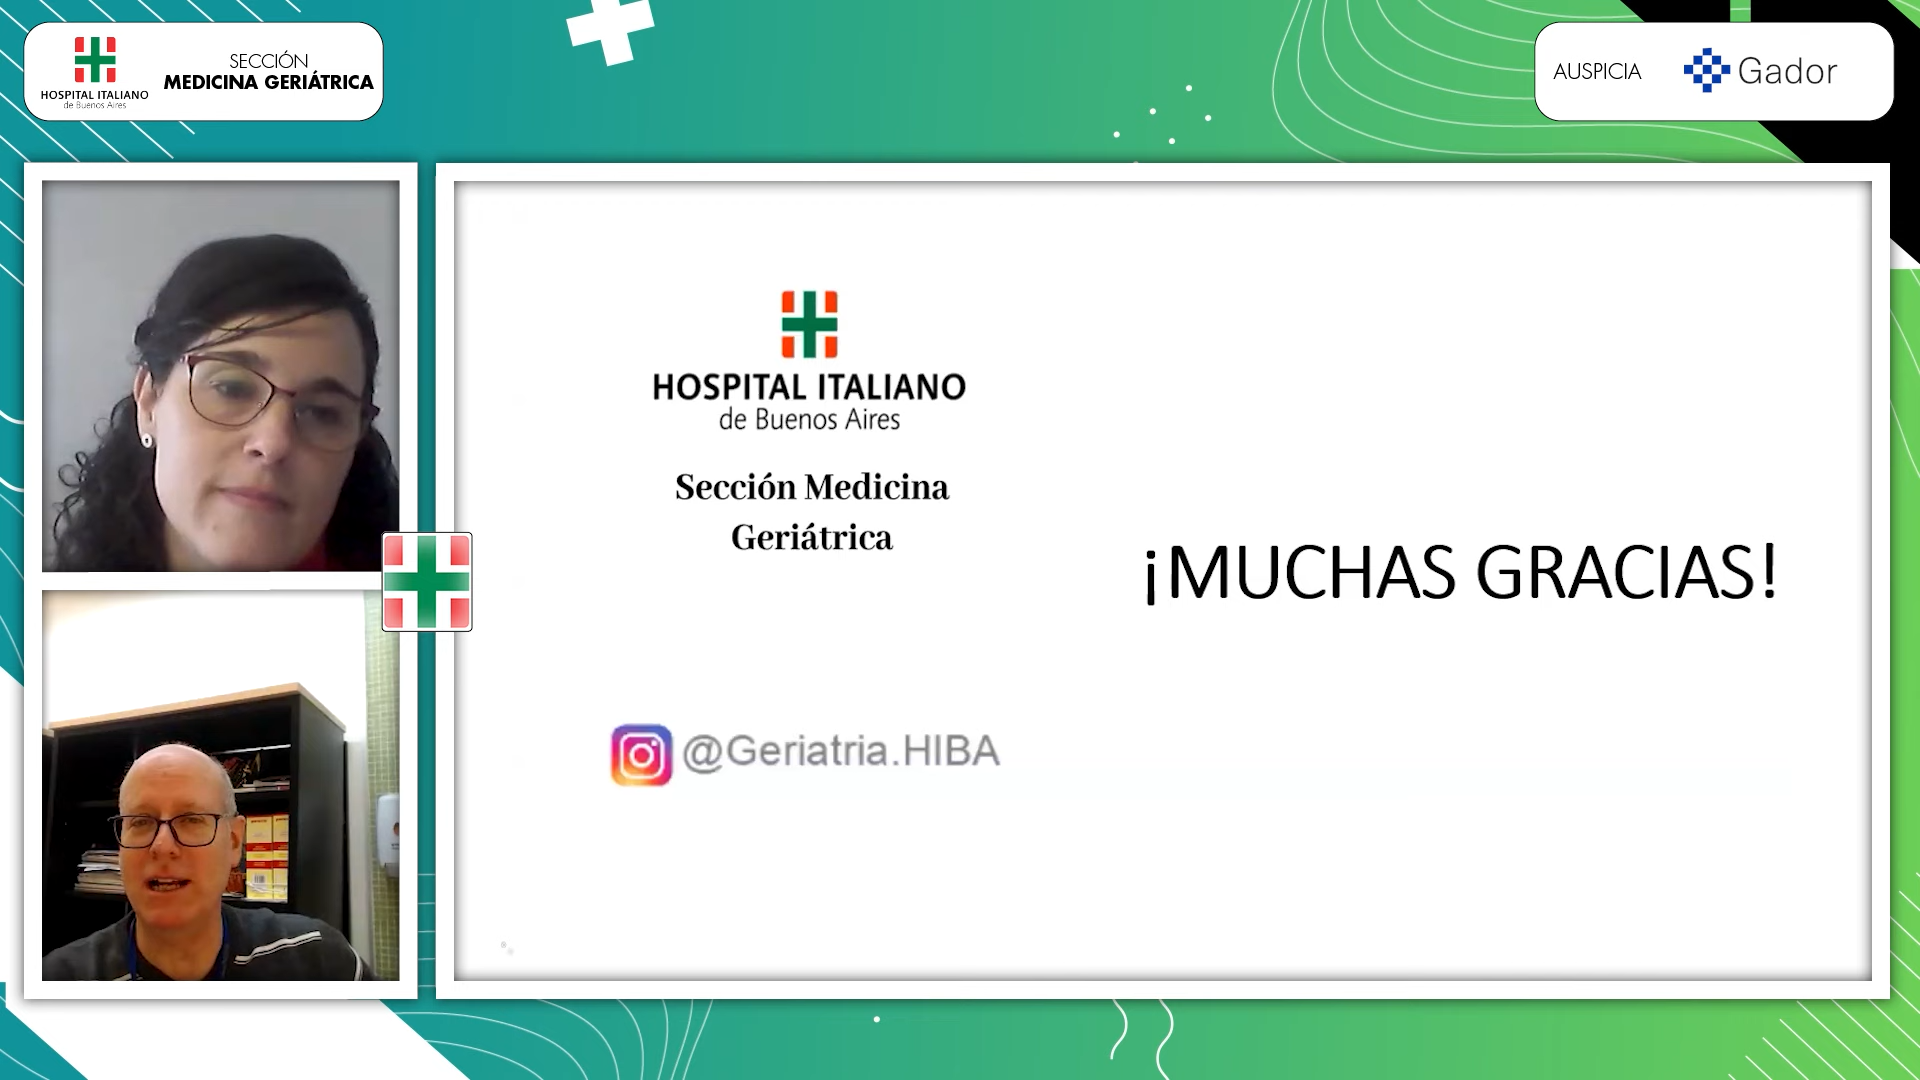 HOSPITAL ITALIANO
de Buenos Aires
SECCIÓN
MEDICINA GERIÁTRICA
AUSPICIA
Gador
HOSPITAL ITALIANO
de Buenos Aires
Sección Medicina
Geriátrica
¡MUCHAS GRACIAS!
@Geriatria.HIBA